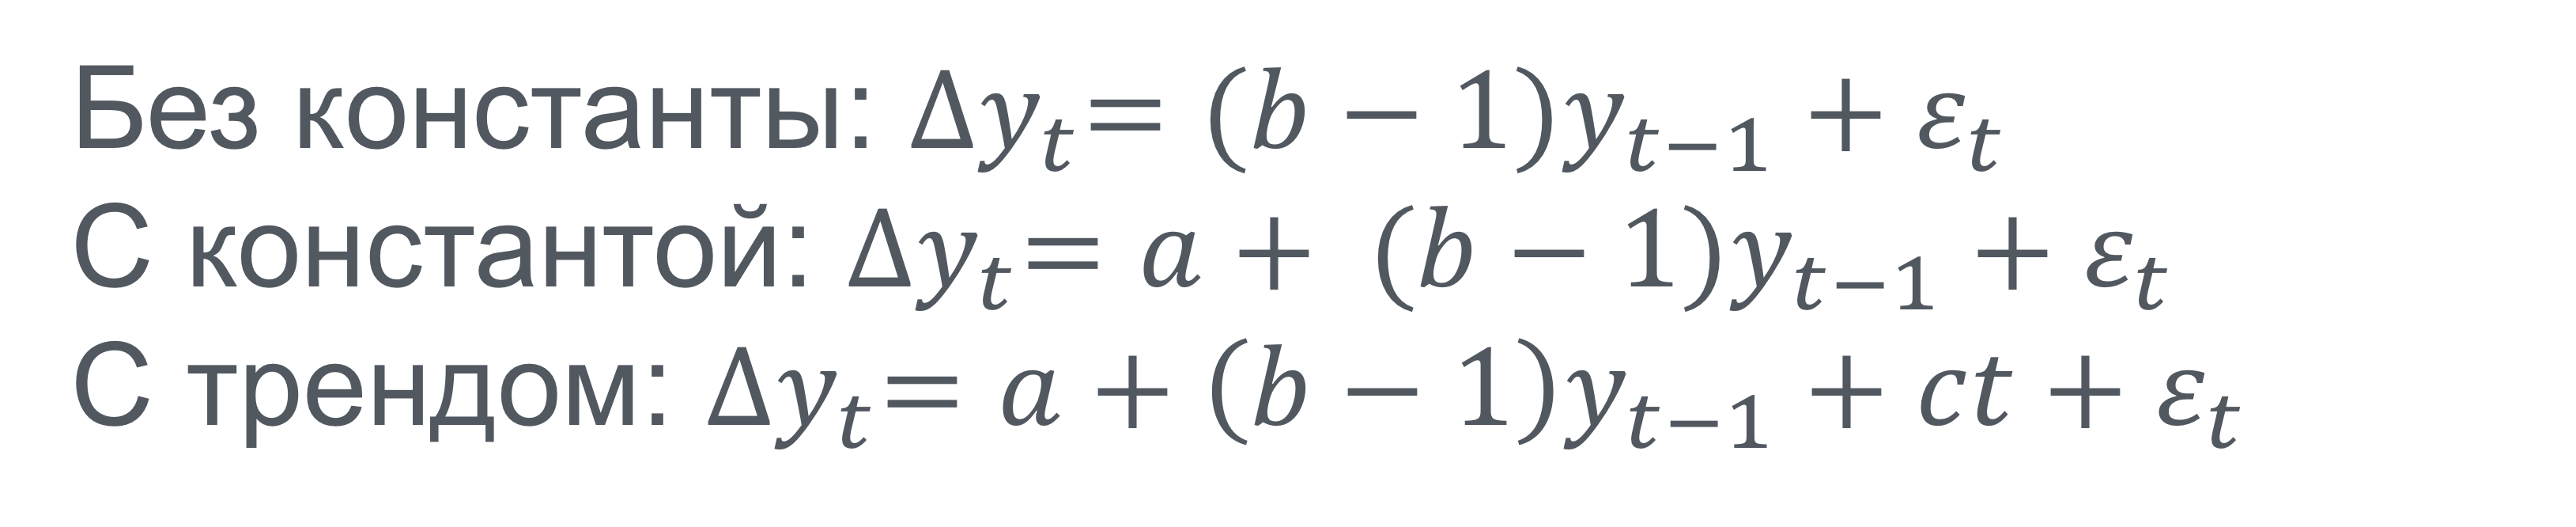 Без константы: Δyₜ= (b − 1)yₜ₋₁ + εₜ
С константой: Δyₜ= a + (b − 1)yₜ₋₁ + εₜ
С трендом: Δyₜ= a + (b − 1)yₜ₋₁ + ct + εₜ